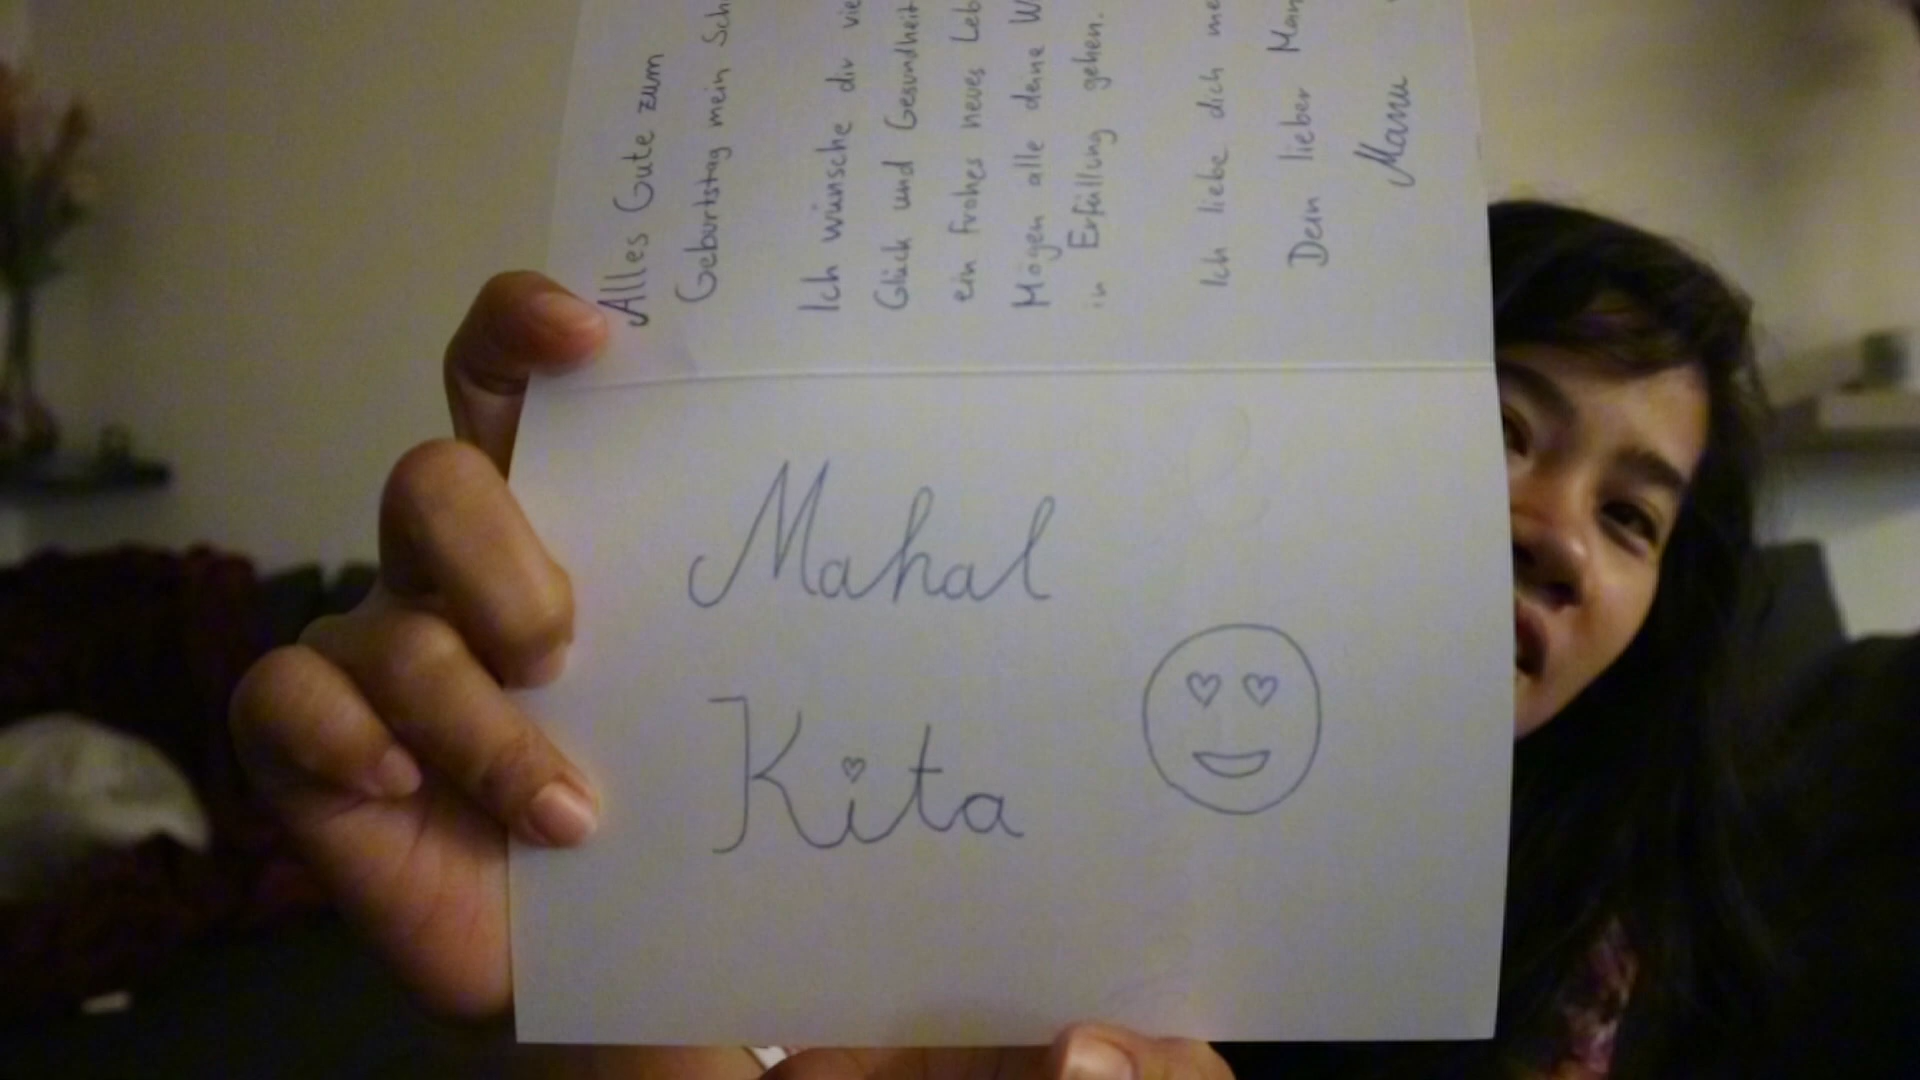 Alles Gute zum
Geburtstag mein
Ich wünsche dir
Glück und Gesundheit
ein frohes neues
Mögen alle deine
in Erfüllung gehen.
Ich liebe dich
Dein lieber
Manu
Mahal
Kita